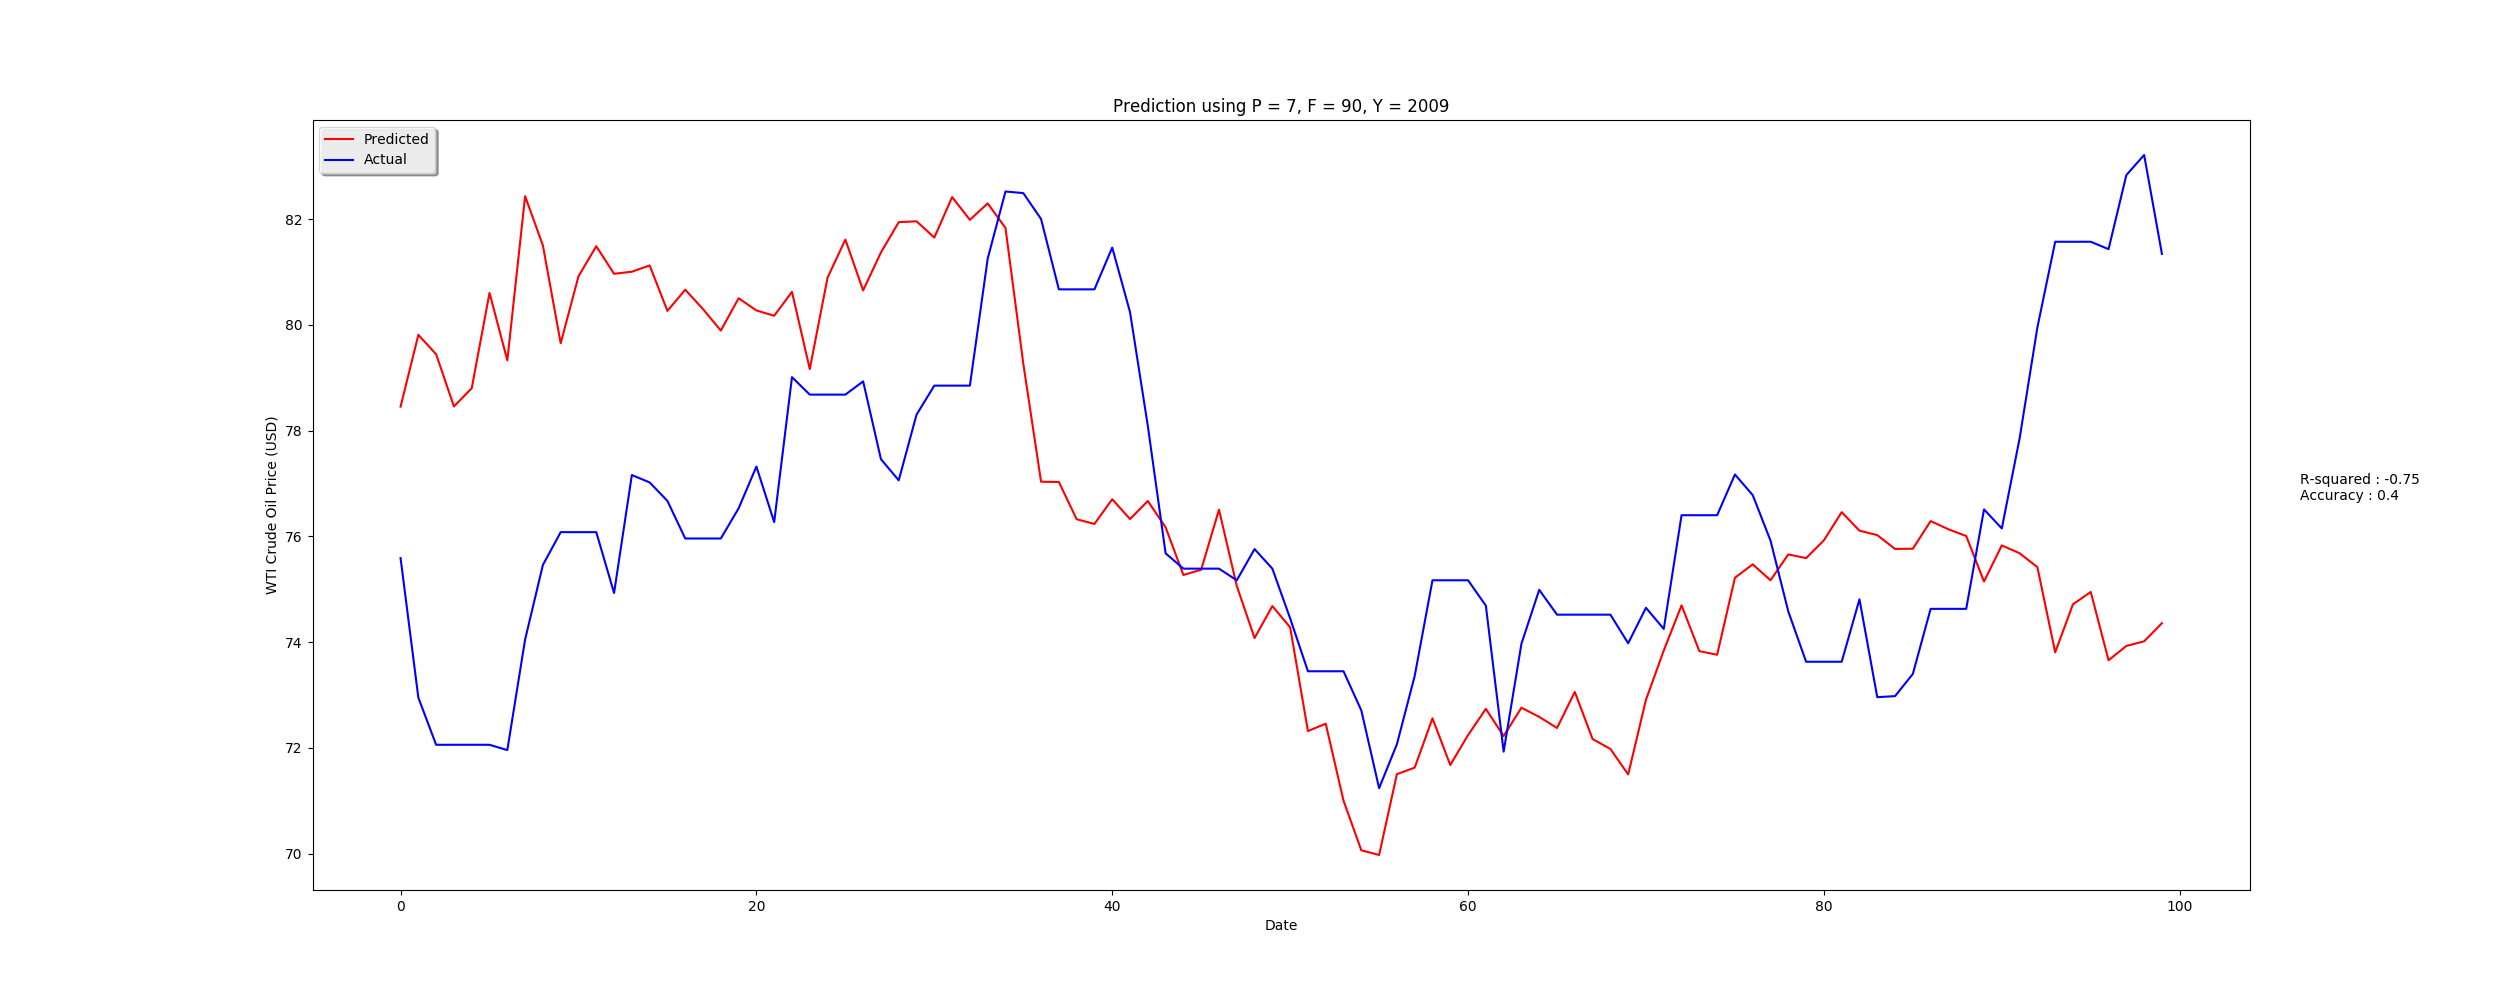 Prediction using P = 7, F = 90, Y = 2009
Predicted
Actual
WTI Crude Oil Price (USD)
82
80
78
76
74
72
70
0
20
40
60
80
100
Date
R-squared : -0.75
Accuracy : 0.4